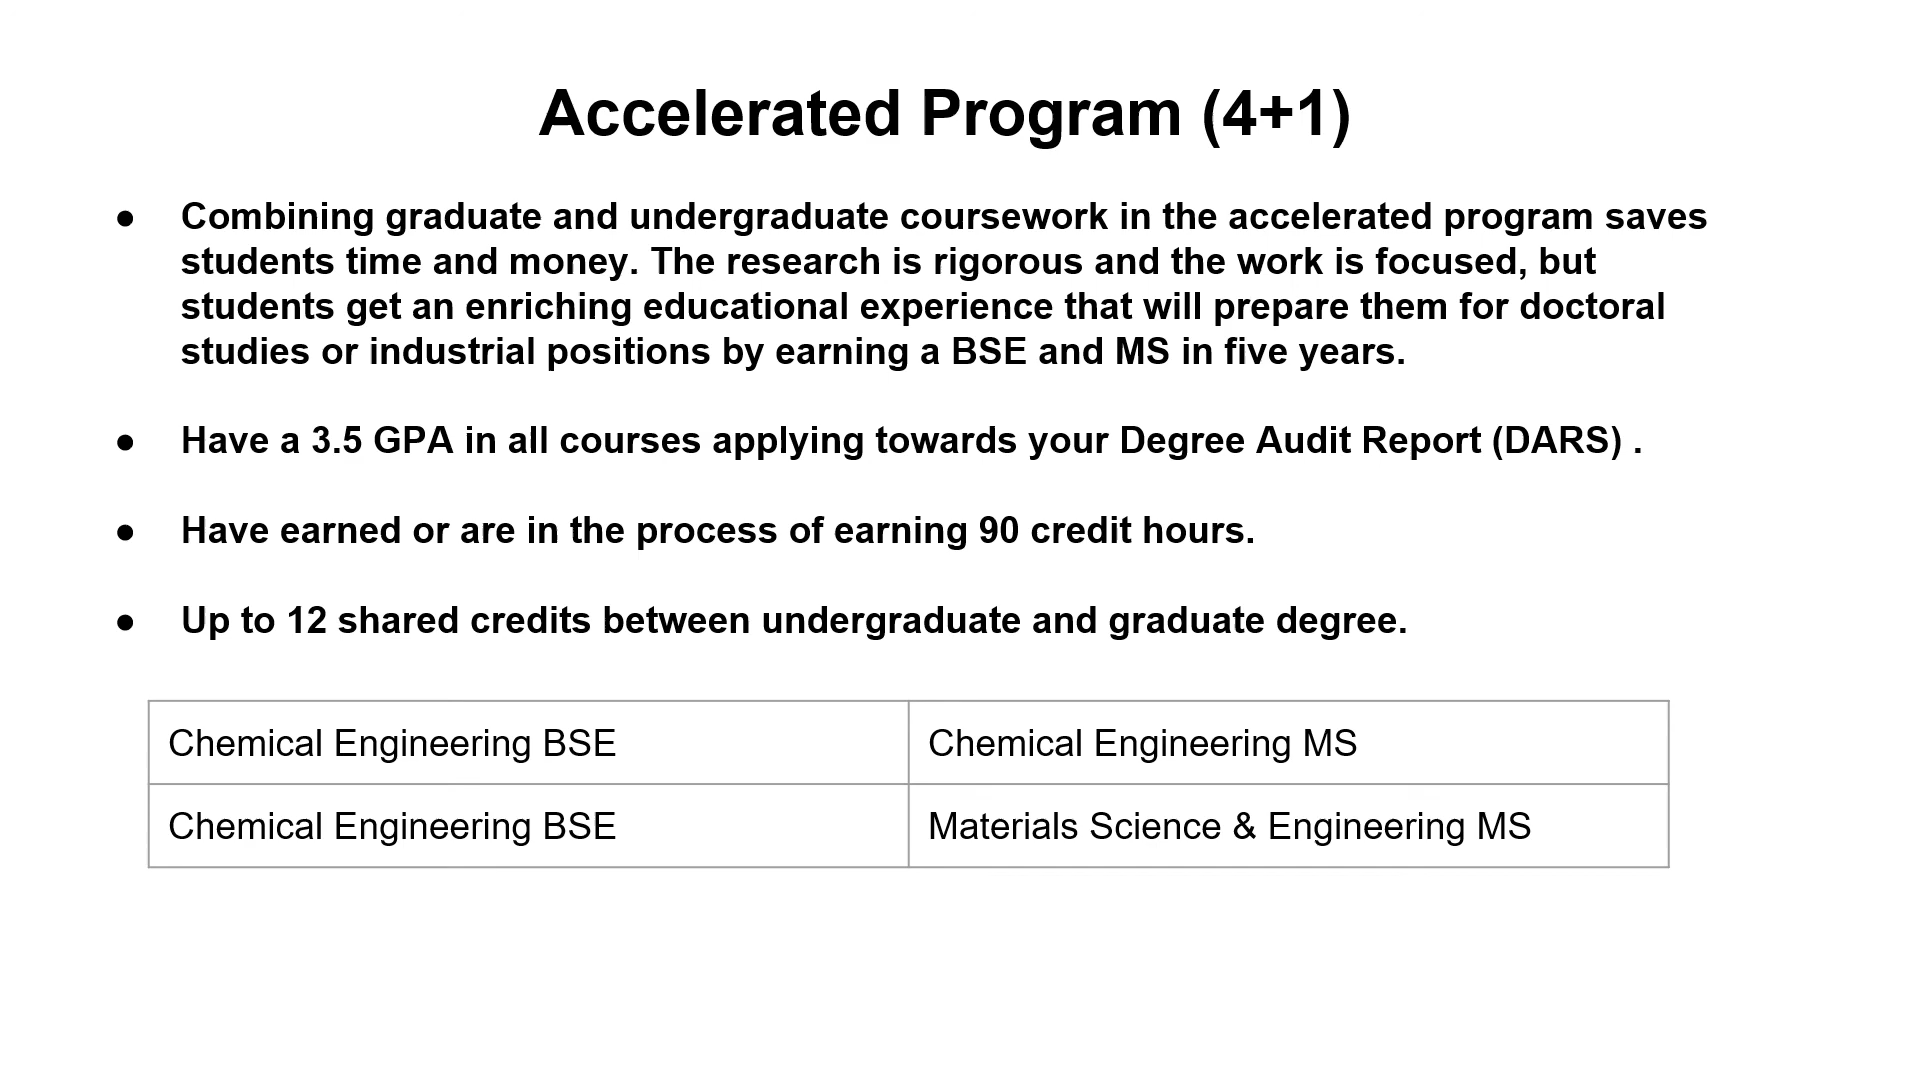 Accelerated Program (4+1)
● Combining graduate and undergraduate coursework in the accelerated program saves
students time and money. The research is rigorous and the work is focused, but
students get an enriching educational experience that will prepare them for doctoral
studies or industrial positions by earning a BSE and MS in five years.
● Have a 3.5 GPA in all courses applying towards your Degree Audit Report (DARS) .
● Have earned or are in the process of earning 90 credit hours.
● Up to 12 shared credits between undergraduate and graduate degree.
Chemical Engineering BSE Chemical Engineering MS
Chemical Engineering BSE Materials Science & Engineering MS